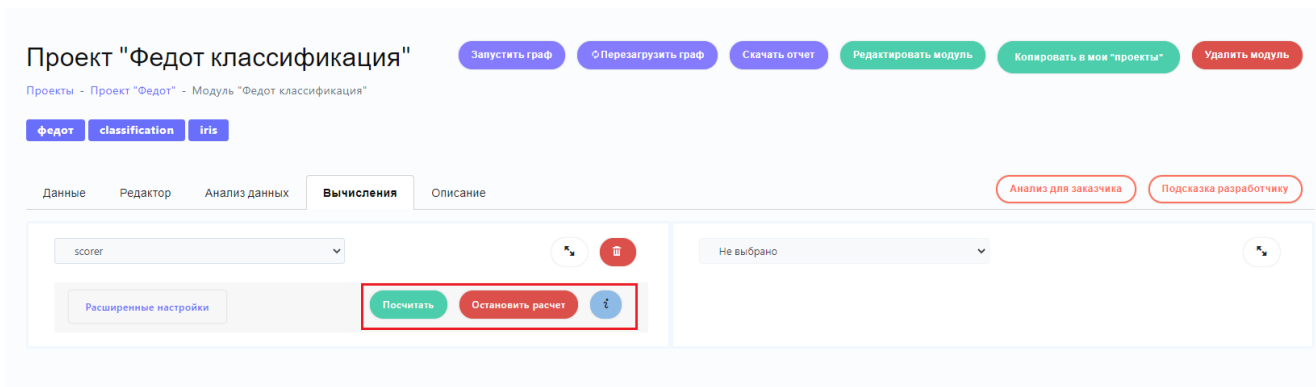 Проект "Федот классификация"
Запустить граф
Перезагрузить граф
Скачать отчет
Редактировать модуль
Копировать в мои "проекты"
Удалить модуль
Проекты - Проект "Федот" - Модуль "Федот классификация"
федот
classification
iris
Данные
Редактор
Анализ данных
Вычисления
Описание
Анализ для заказчика
Подсказка разработчику
scorer
Не выбрано
Расширенные настройки
Посчитать
Остановить расчет
i